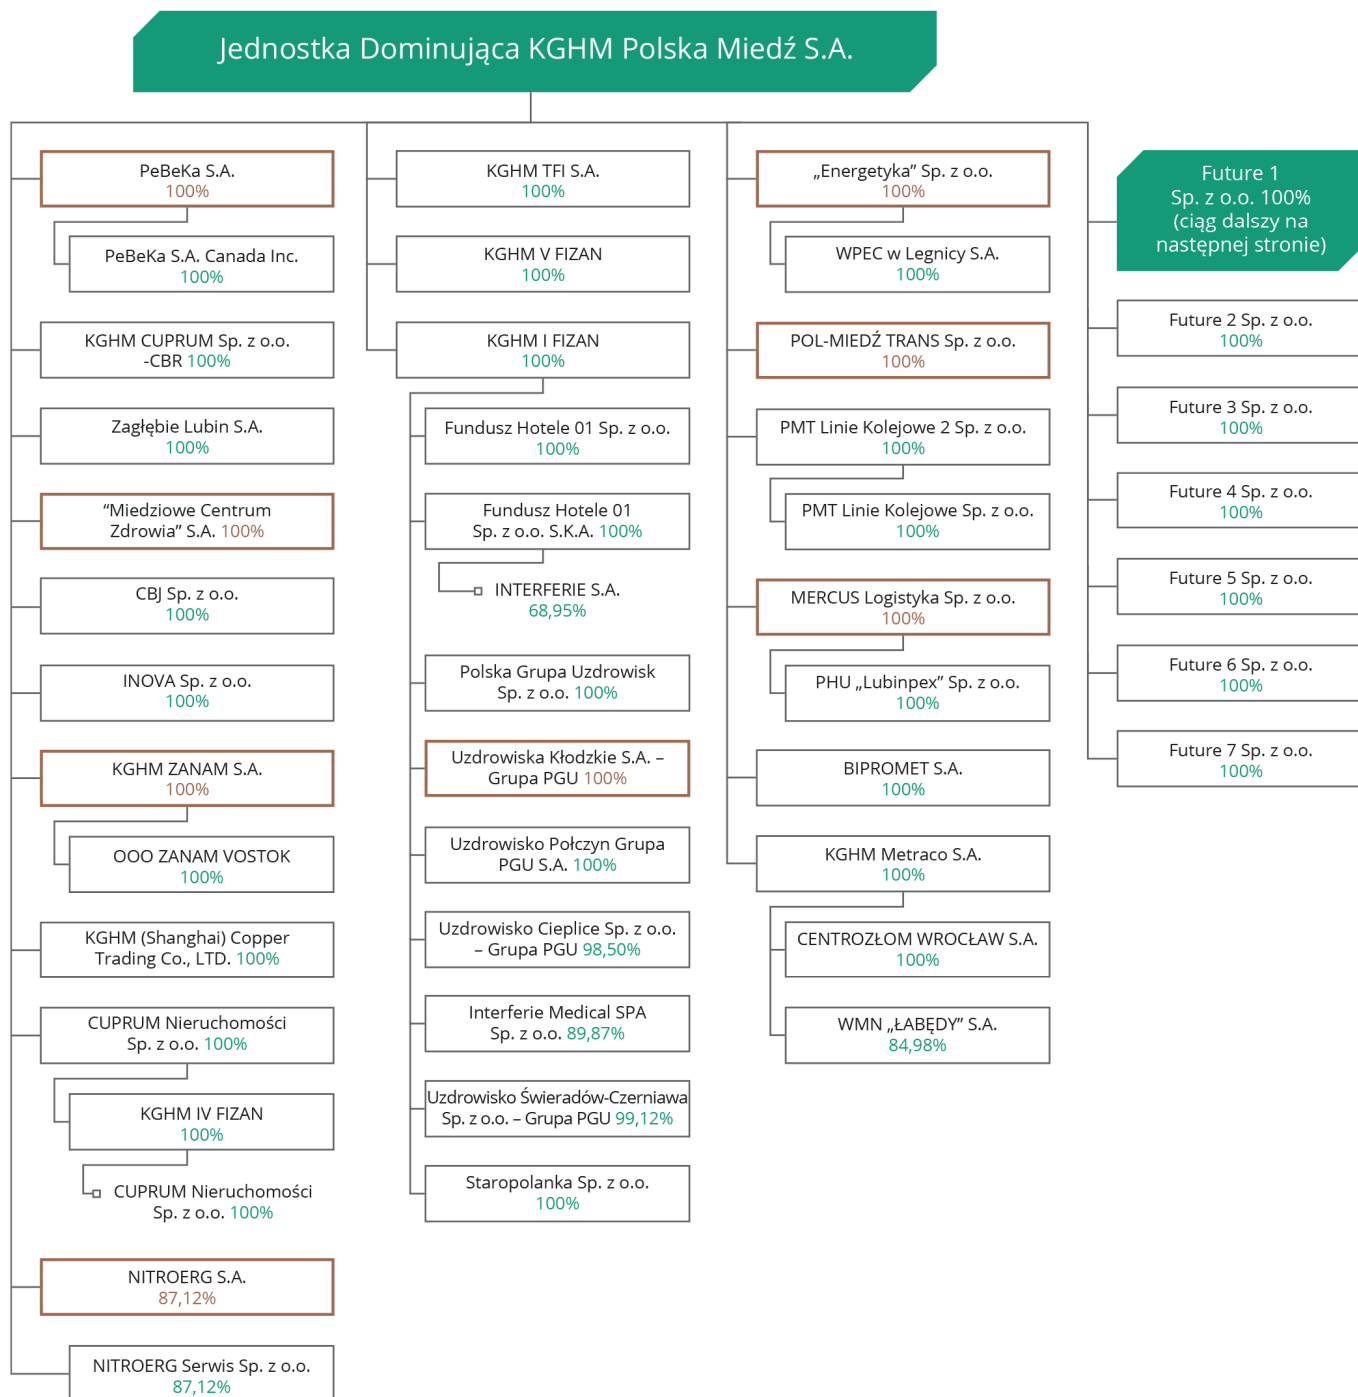 Jednostka Dominująca KGHM Polska Miedź S.A.
PeBeKa S.A.
100%
PeBeKa S.A. Canada Inc.
100%
KGHM CUPRUM Sp. z o.o.
-CBR 100%
Zagłębie Lubin S.A.
100%
“Miedziowe Centrum
Zdrowia” S.A. 100%
CBJ Sp. z o.o.
100%
INOVA Sp. z o.o.
100%
KGHM ZANAM S.A.
100%
OOO ZANAM VOSTOK
100%
KGHM (Shanghai) Copper
Trading Co., LTD. 100%
CUPRUM Nieruchomości
Sp. z o.o. 100%
KGHM IV FIZAN
100%
CUPRUM Nieruchomości
Sp. z o.o. 100%
NITROERG S.A.
87,12%
NITROERG Serwis Sp. z o.o.
87,12%
KGHM TFI S.A.
100%
KGHM V FIZAN
100%
KGHM I FIZAN
100%
Fundusz Hotele 01 Sp. z o.o.
100%
Fundusz Hotele 01
Sp. z o.o. S.K.A. 100%
INTERFERIE S.A.
68,95%
Polska Grupa Uzdrowisk
Sp. z o.o. 100%
Uzdrowiska Kłodzkie S.A. –
Grupa PGU 100%
Uzdrowisko Połczyn Grupa
PGU S.A. 100%
Uzdrowisko Cieplice Sp. z o.o.
– Grupa PGU 98,50%
Interferie Medical SPA
Sp. z o.o. 89,87%
Uzdrowisko Świeradów-Czerniawa
Sp. z o.o. – Grupa PGU 99,12%
Staropolanka Sp. z o.o.
100%
„Energetyka” Sp. z o.o.
100%
WPEC w Legnicy S.A.
100%
POL-MIEDŹ TRANS Sp. z o.o.
100%
PMT Linie Kolejowe 2 Sp. z o.o.
100%
PMT Linie Kolejowe Sp. z o.o.
100%
MERCUS Logistyka Sp. z o.o.
100%
PHU „Lubinpex” Sp. z o.o.
100%
BIPROMET S.A.
100%
KGHM Metraco S.A.
100%
CENTROZŁOM WROCŁAW S.A.
100%
WMN „ŁABĘDY” S.A.
84,98%
Future 1
Sp. z o.o. 100%
(ciąg dalszy na
następnej stronie)
Future 2 Sp. z o.o.
100%
Future 3 Sp. z o.o.
100%
Future 4 Sp. z o.o.
100%
Future 5 Sp. z o.o.
100%
Future 6 Sp. z o.o.
100%
Future 7 Sp. z o.o.
100%